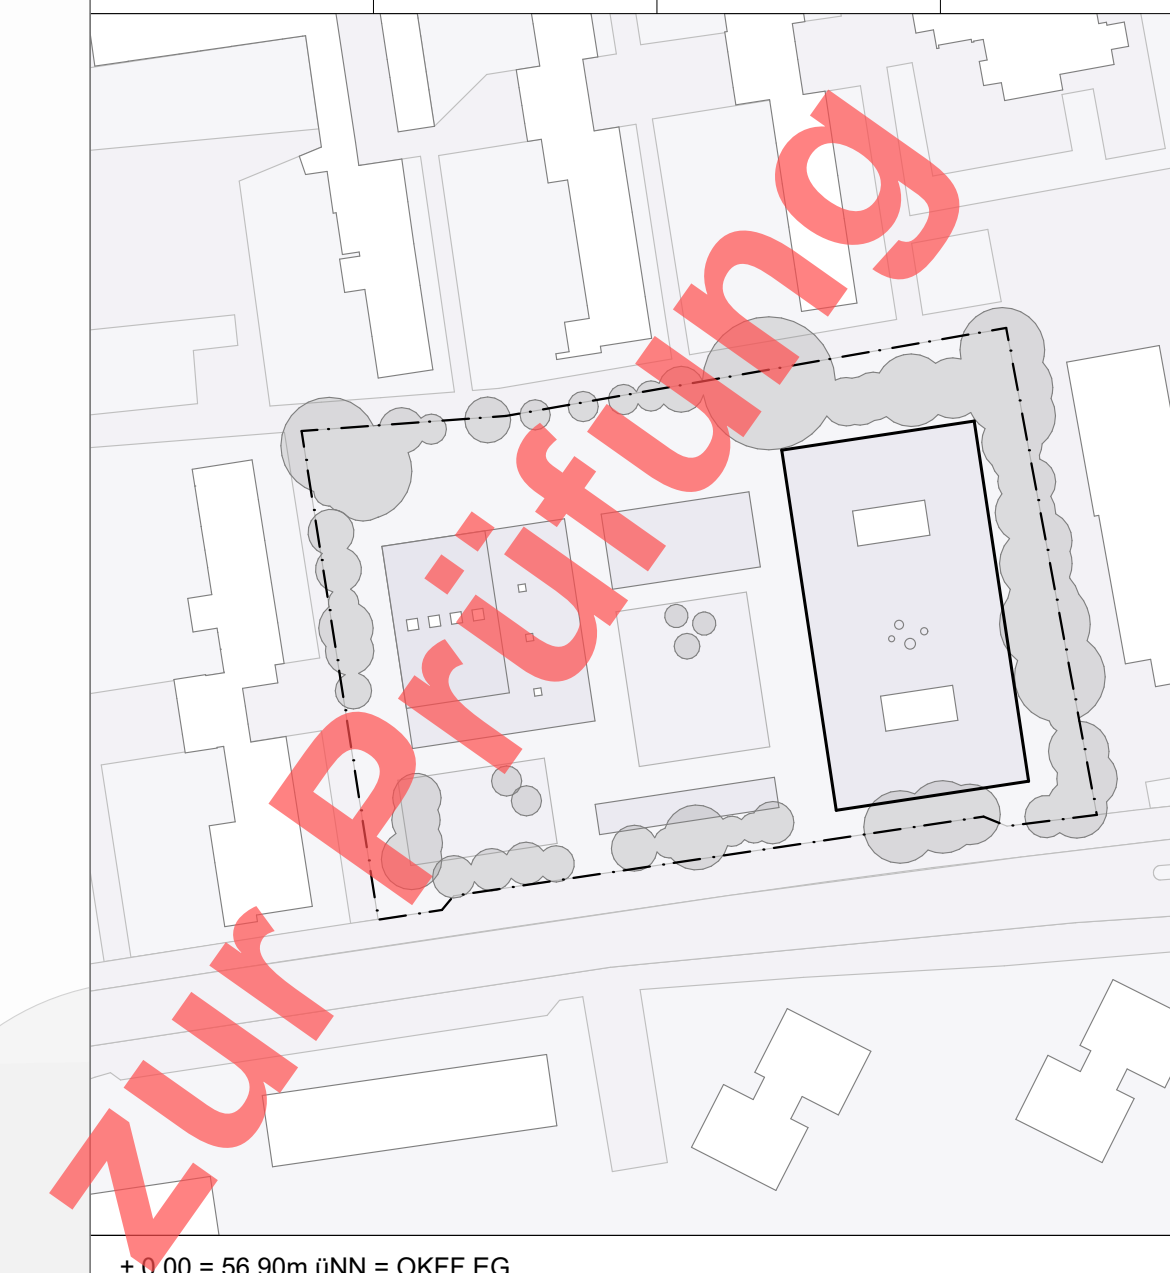 zur Prüfung
± 0,00 = 56,90m üNN = OKFF EG